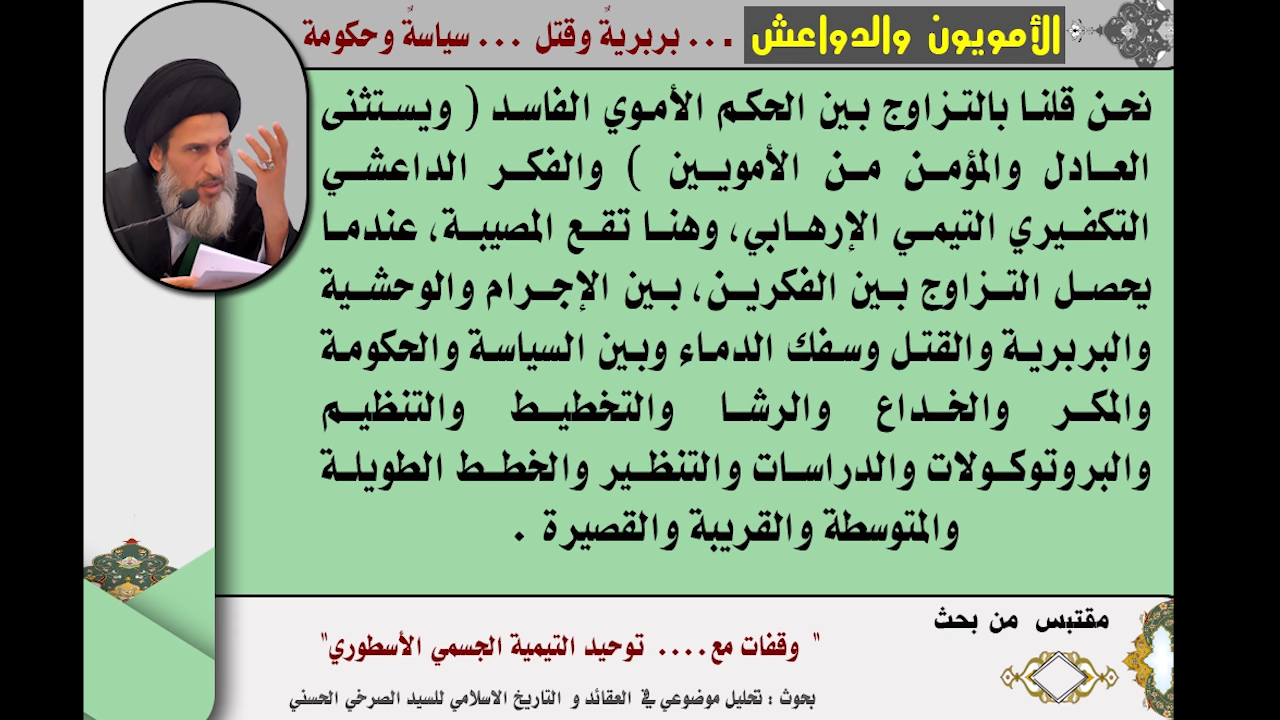 الأمويون والدواعش ... بربريةٌ وقتل ... سياسةٌ وحكومة
نحن قلنا بالتزاوج بين الحكم الأموي الفاسد ( ويستثنى
العادل والمؤمن من الأمويين ) والفكر الداعشي
التكفيري التيمي الإرهابي، وهنا تقع المصيبة، عندما
يحصل التزاوج بين الفكرين، بين الإجرام والوحشية
والبربرية والقتل وسفك الدماء وبين السياسة والحكومة
والمكر والخداع والرشا والتخطيط والتنظيم
والبروتوكولات والدراسات والتنظير والخطط الطويلة
والمتوسطة والقريبة والقصيرة .
مقتبس من بحث
" وقفات مع.... توحيد التيمية الجسمي الأسطوري"
بحوث : تحليل موضوعي في العقائد و التاريخ الاسلامي للسيد الصرخي الحسني